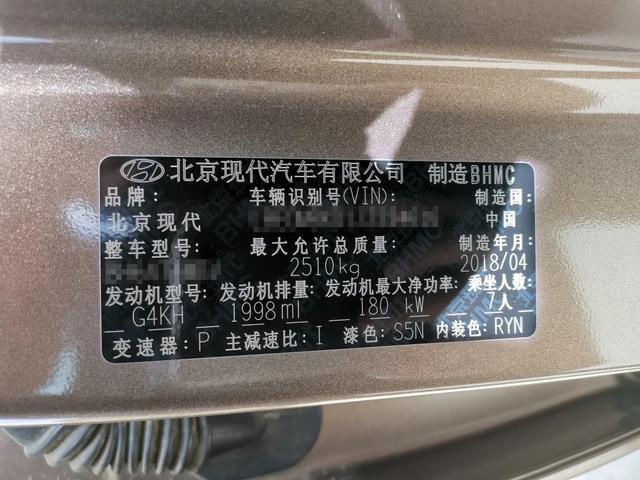 北京现代汽车有限公司 制造BHMC
品牌: 车辆识别号(VIN): 制造国:
北京现代 中国
整车型号: 最大允许总质量: 制造年月:
2510kg 2018/04
发动机型号: 发动机排量: 发动机最大净功率: 乘坐人数:
G4KH 1998ml 180 kW 7人
变速器: P 主减速比: I 漆色: S5N 内装色: RYN